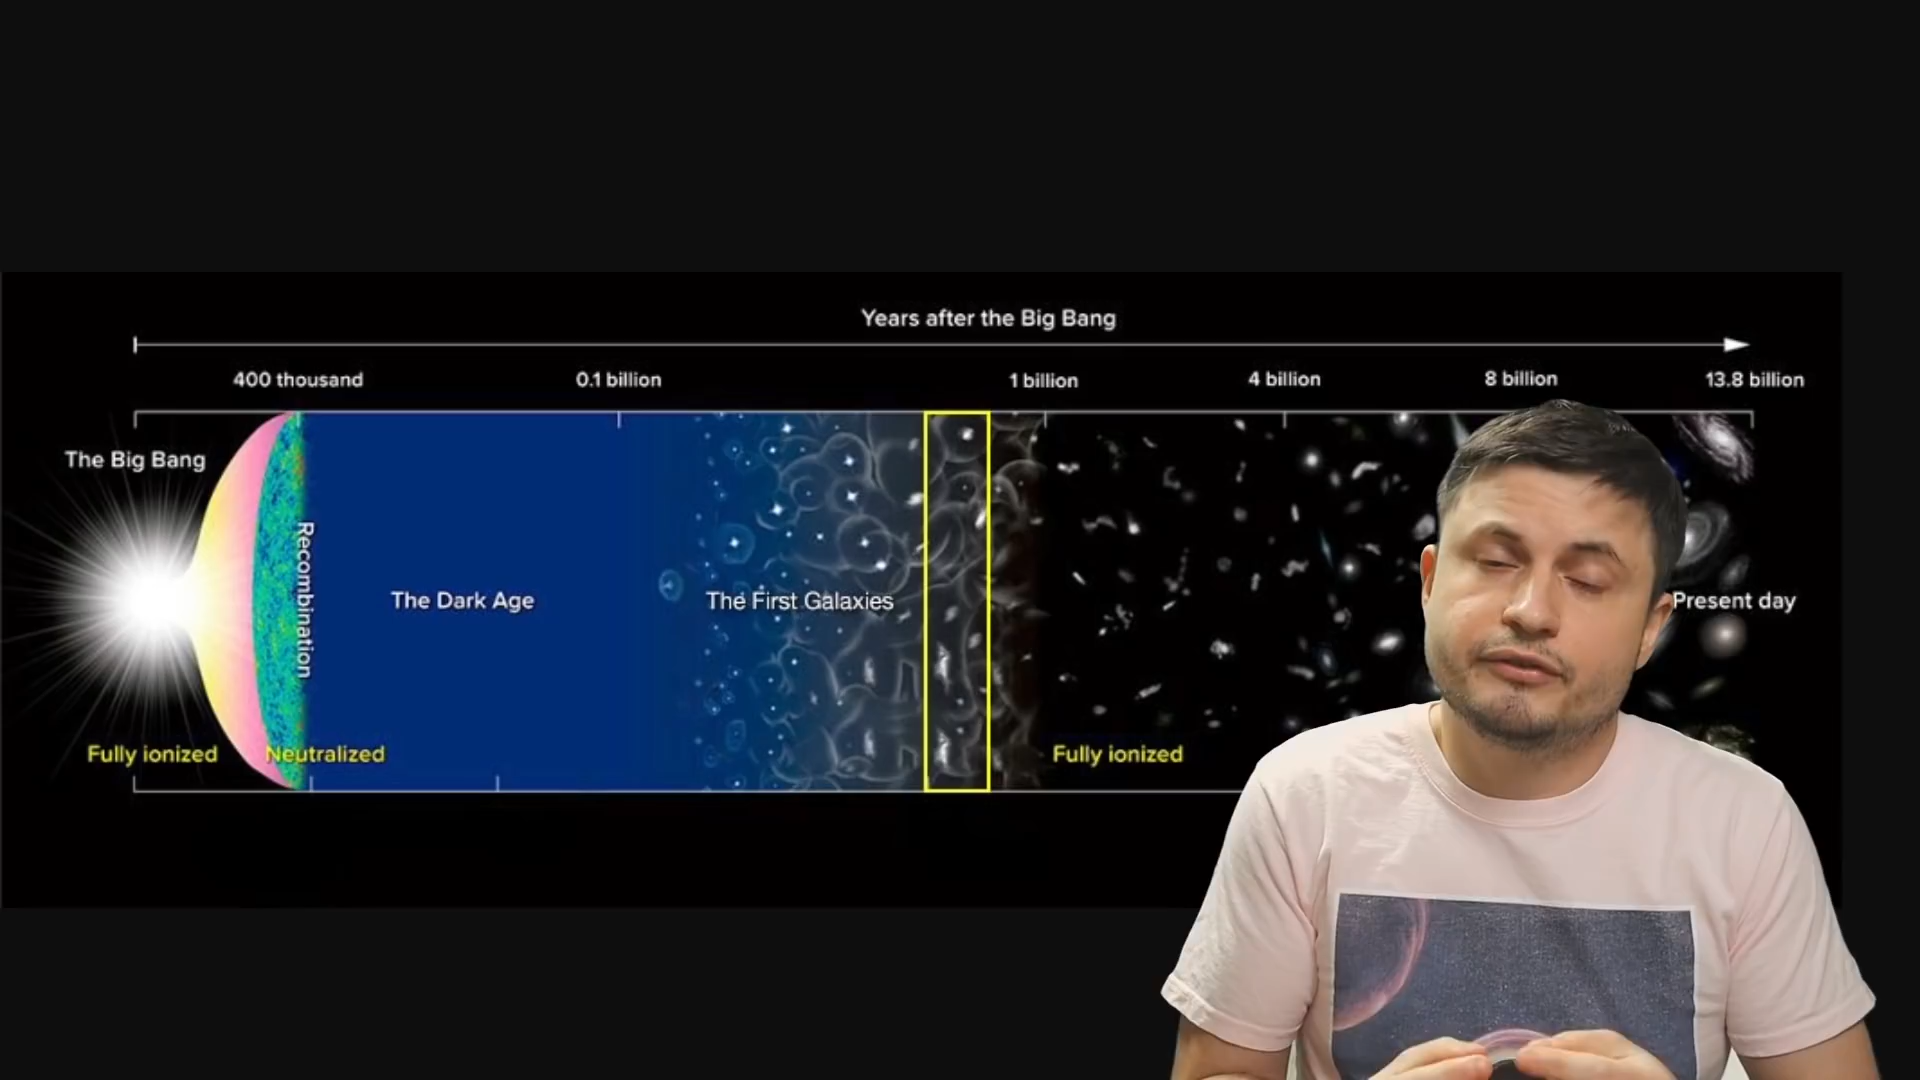 Years after the Big Bang
400 thousand 0.1 billion 1 billion 4 billion 8 billion 13.8 billion
The Big Bang
Recombination
The Dark Age The First Galaxies Present day
Fully ionized Neutralized Fully ionized